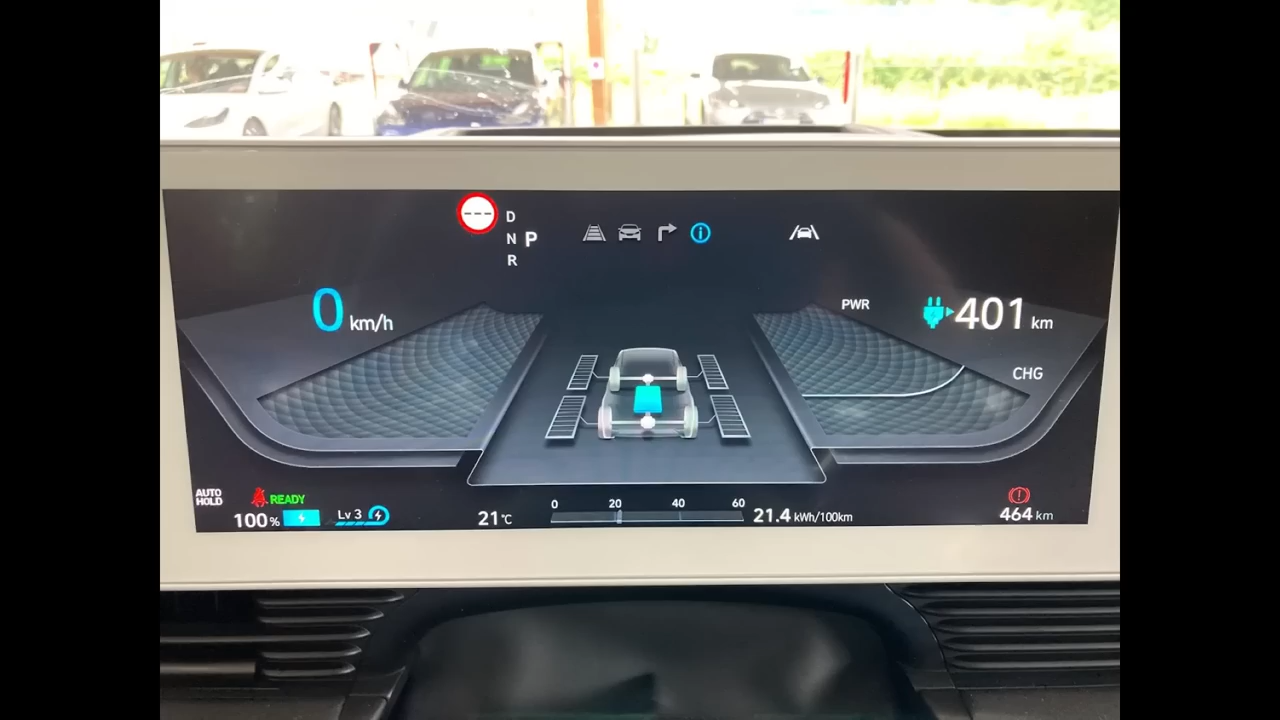 ---
D
N P
R
0 km/h
PWR
401 km
CHG
AUTO HOLD
READY
100%
Lv 3
21°C
0 20 40 60
21.4 kWh/100km
464 km